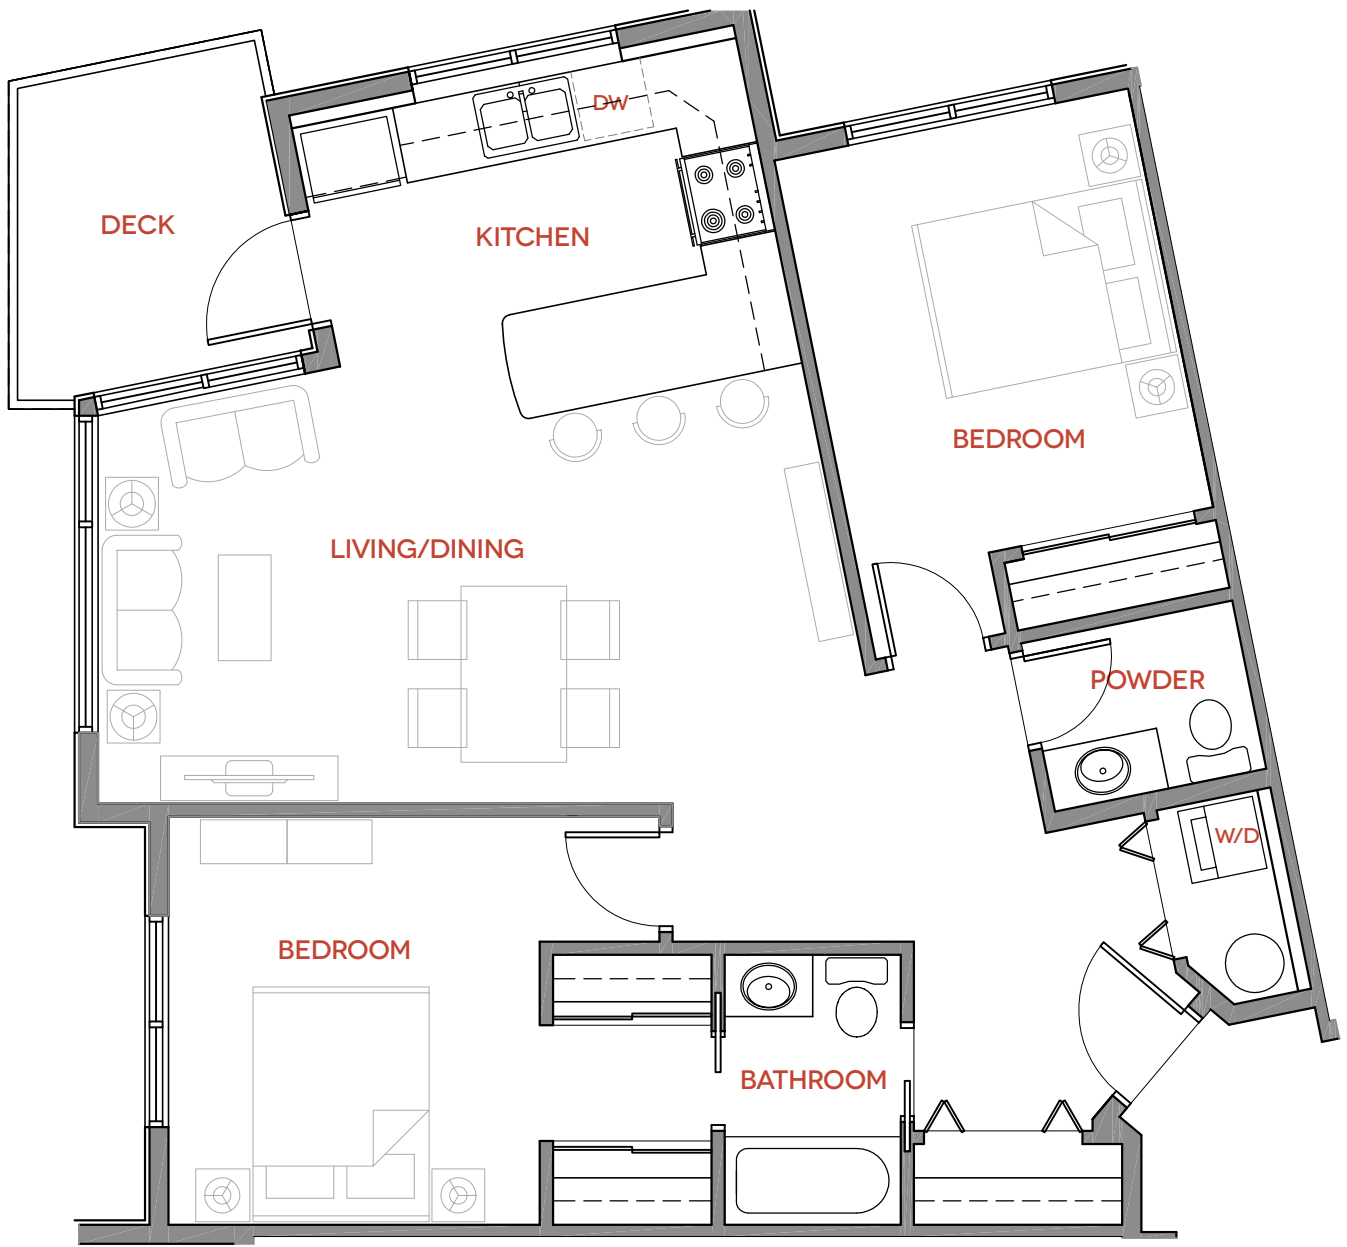 DW
DECK
KITCHEN
BEDROOM
LIVING/DINING
POWDER
W/D
BEDROOM
BATHROOM